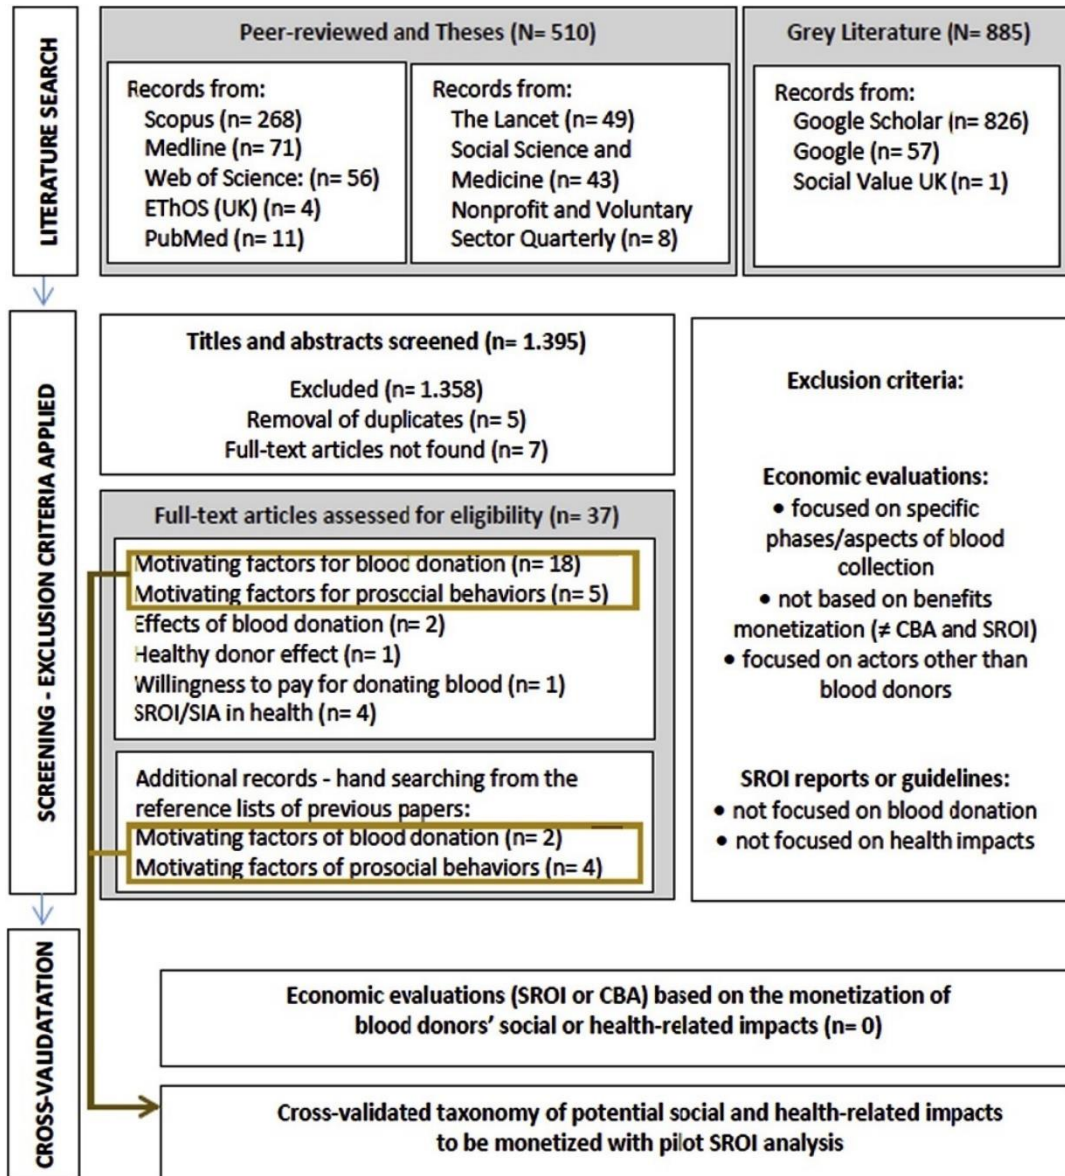 LITERATURE SEARCH
Peer-reviewed and Theses (N= 510)
Records from:
Scopus (n= 268)
Medline (n= 71)
Web of Science: (n= 56)
EThOS (UK) (n= 4)
PubMed (n= 11)
Records from:
The Lancet (n= 49)
Social Science and
Medicine (n= 43)
Nonprofit and Voluntary
Sector Quarterly (n= 8)
Grey Literature (N= 885)
Records from:
Google Scholar (n= 826)
Google (n= 57)
Social Value UK (n= 1)
SCREENING - EXCLUSION CRITERIA APPLIED
Titles and abstracts screened (n= 1.395)
Excluded (n= 1.358)
Removal of duplicates (n= 5)
Full-text articles not found (n= 7)
Full-text articles assessed for eligibility (n= 37)
Motivating factors for blood donation (n= 18)
Motivating factors for prosocial behaviors (n= 5)
Effects of blood donation (n= 2)
Healthy donor effect (n= 1)
Willingness to pay for donating blood (n= 1)
SROI/SIA in health (n= 4)
Additional records - hand searching from the
reference lists of previous papers:
Motivating factors of blood donation (n= 2)
Motivating factors of prosocial behaviors (n= 4)
Exclusion criteria:
Economic evaluations:
• focused on specific
phases/aspects of blood
collection
• not based on benefits
monetization (≠ CBA and SROI)
• focused on actors other than
blood donors
SROI reports or guidelines:
• not focused on blood donation
• not focused on health impacts
CROSS-VALIDATATION
Economic evaluations (SROI or CBA) based on the monetization of
blood donors' social or health-related impacts (n= 0)
Cross-validated taxonomy of potential social and health-related impacts
to be monetized with pilot SROI analysis